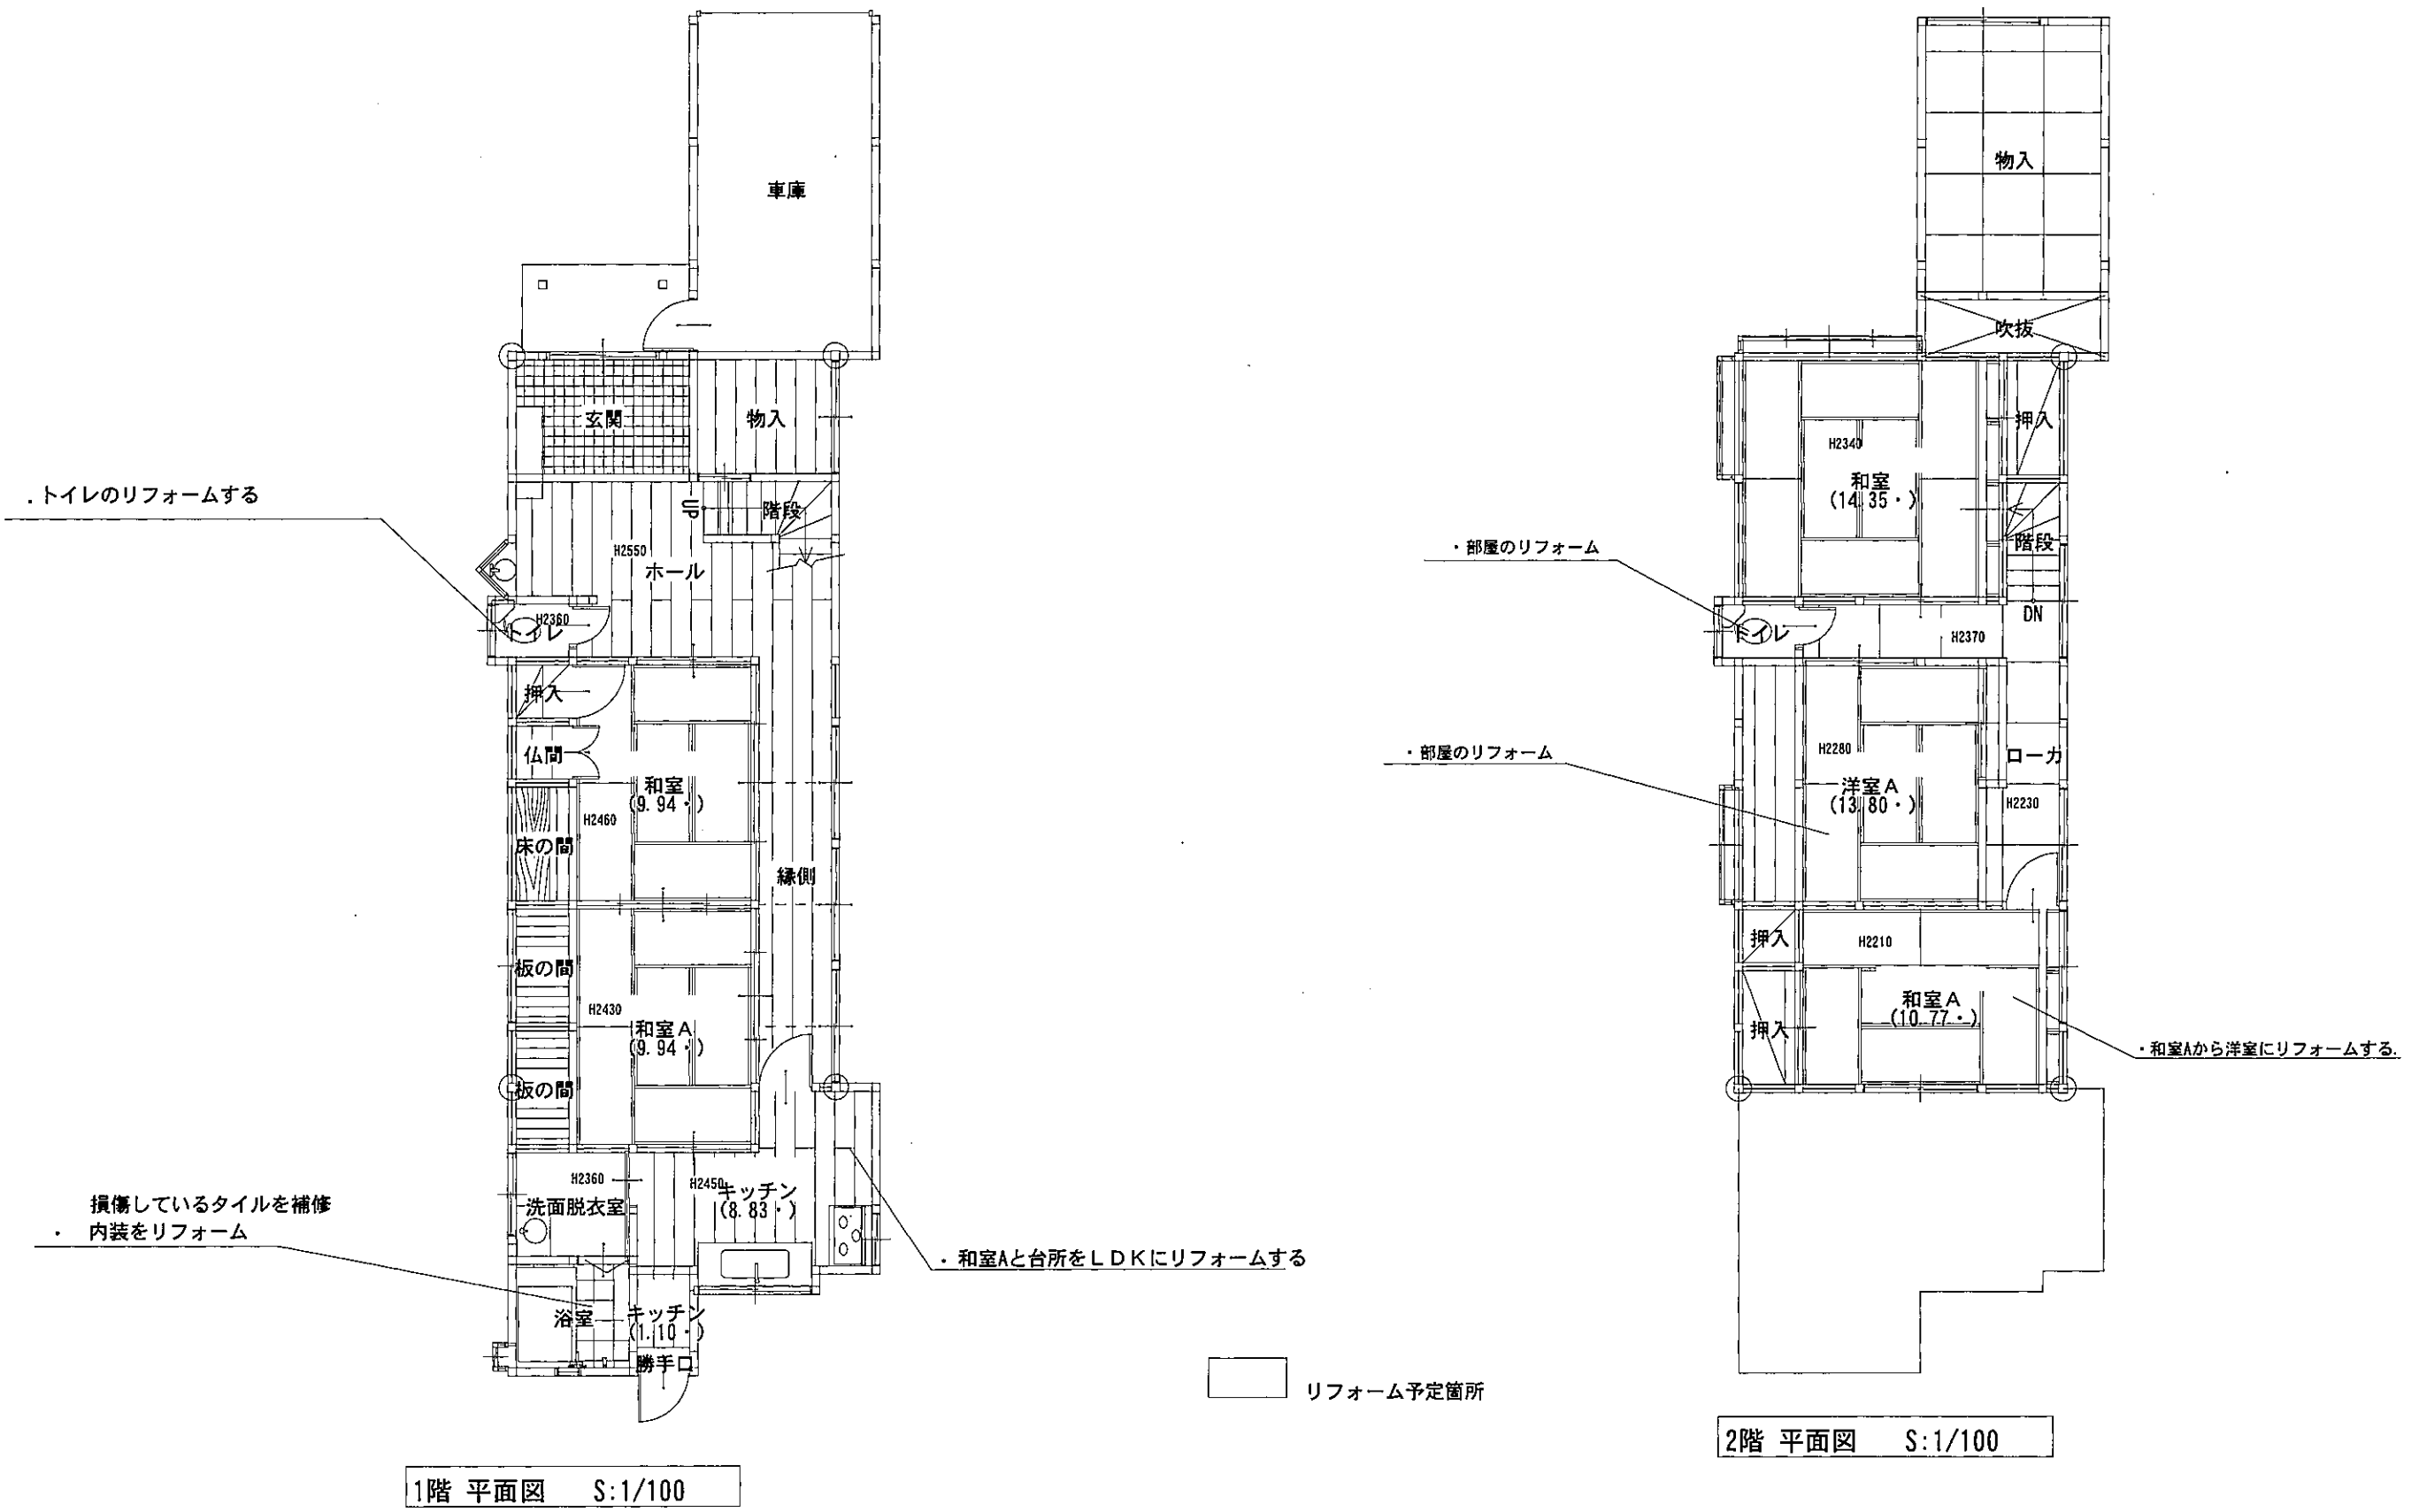 車庫
玄関
物入
.トイレのリフォームする
UP
階段
H2550
ホール
H2360
トイレ
押入
仏間
和室
(9.94・)
H2460
床の間
縁側
板の間
H2430
和室A
(9.94・)
板の間
H2360
洗面脱衣室
H2450
キッチン
(8.83・)
損傷しているタイルを補修
・ 内装をリフォーム
・和室Aと台所をLDKにリフォームする
浴室
キッチン
(1.10・)
勝手口
1階 平面図 S:1/100
リフォーム予定箇所
物入
吹抜
押入
H2340
和室
(14.35・)
階段
・部屋のリフォーム
DN
トイレ
H2370
・部屋のリフォーム
H2280
ローカ
洋室A
(13.80・)
H2230
押入
H2210
和室A
(10.77・)
押入
・和室Aから洋室にリフォームする.
2階 平面図 S:1/100